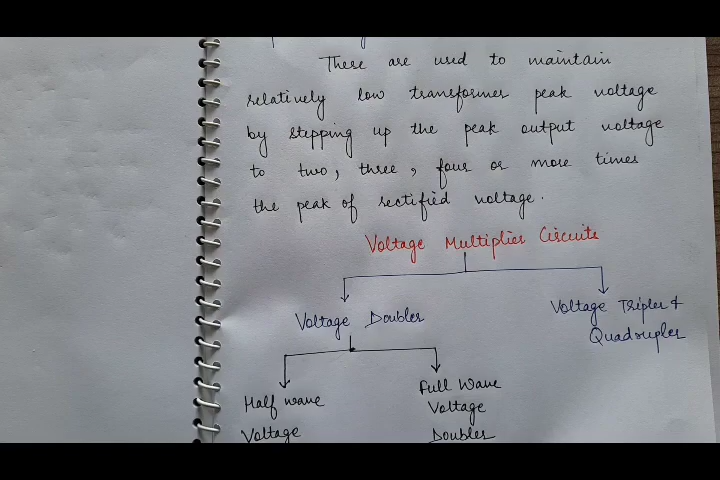 These are used to maintain
relatively low transformer peak voltage
by stepping up the peak output voltage
to two, three, four or more times
the peak of rectified voltage.
Voltage Multiplier Circuits
Voltage Doubler
Voltage Tripler &
Quadrupler
Half wave
Voltage
Full Wave
Voltage
Doubler